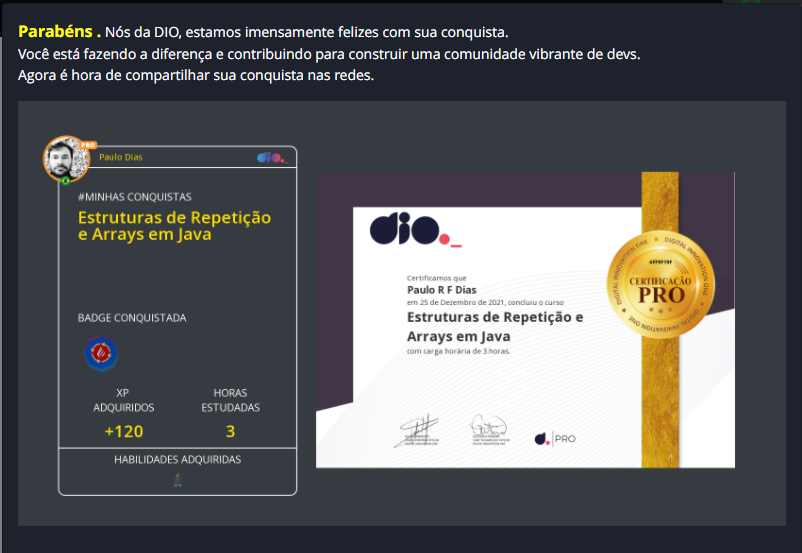 Parabéns . Nós da DIO, estamos imensamente felizes com sua conquista.
Você está fazendo a diferença e contribuindo para construir uma comunidade vibrante de devs.
Agora é hora de compartilhar sua conquista nas redes.
PRO
Paulo Dias
dio._
#MINHAS CONQUISTAS
Estruturas de Repetição
e Arrays em Java
BADGE CONQUISTADA
XP
ADQUIRIDOS
HORAS
ESTUDADAS
+120
3
HABILIDADES ADQUIRIDAS
dio._
Certificamos que
Paulo R F Dias
em 25 de Dezembro de 2021, concluiu o curso
Estruturas de Repetição e
Arrays em Java
com carga horária de 3 horas.
d. PRO
DIGITAL INNOVATION ONE
CERTIFICAÇÃO
PRO